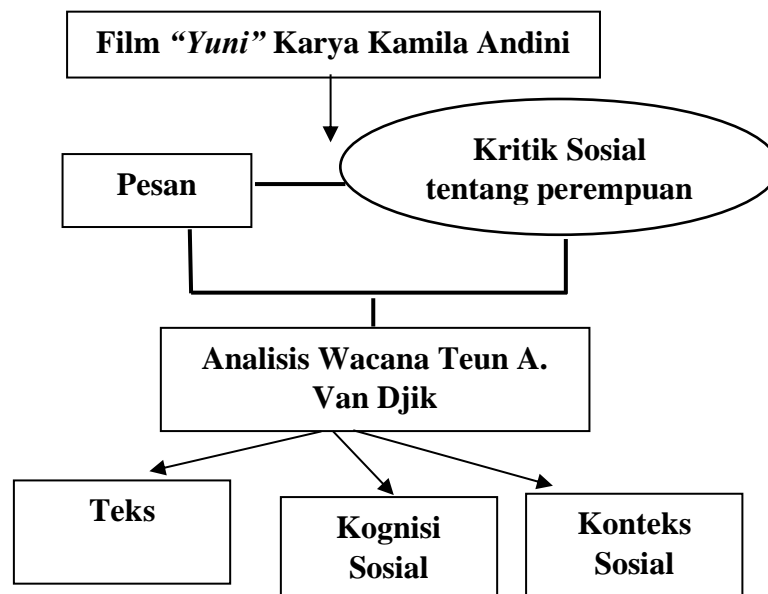 Film “Yuni” Karya Kamila Andini
Kritik Sosial
tentang perempuan
Pesan
Analisis Wacana Teun A.
Van Djik
Teks
Kognisi
Sosial
Konteks
Sosial